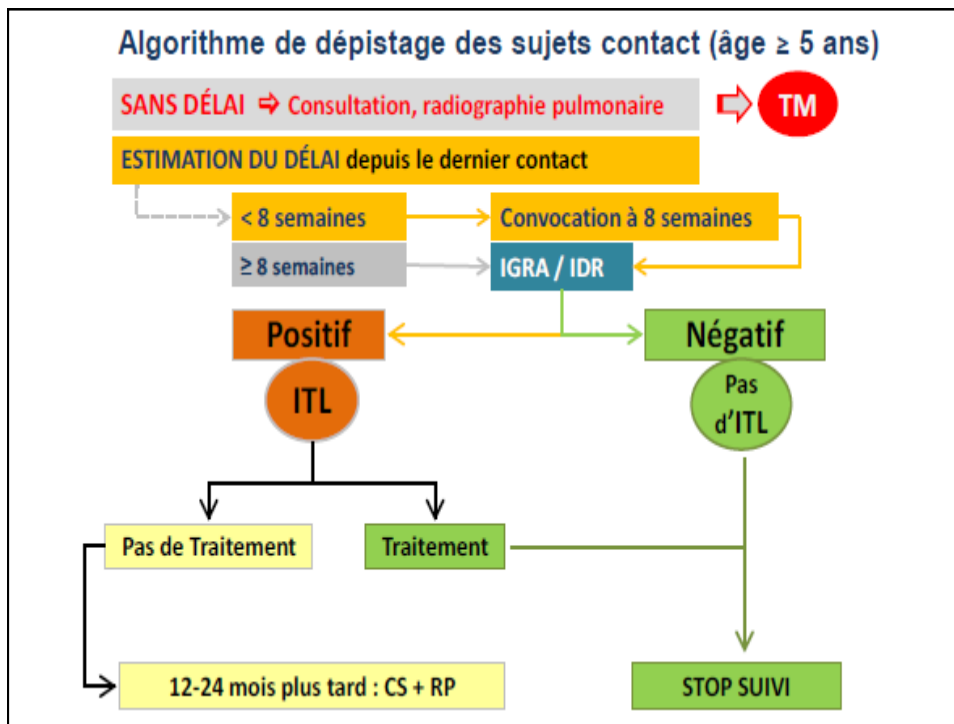 Algorithme de dépistage des sujets contact (âge ≥ 5 ans)
SANS DÉLAI ⇨ Consultation, radiographie pulmonaire
TM
ESTIMATION DU DÉLAI depuis le dernier contact
< 8 semaines
Convocation à 8 semaines
≥ 8 semaines
IGRA / IDR
Positif
Négatif
ITL
Pas
d'ITL
Pas de Traitement
Traitement
12-24 mois plus tard : CS + RP
STOP SUIVI